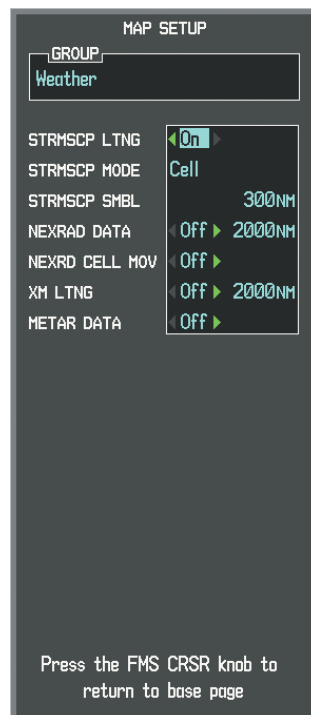 MAP SETUP
GROUP
Weather
STRMSCP LTNG On
STRMSCP MODE Cell
STRMSCP SMBL 300NM
NEXRAD DATA Off 2000NM
NEXRD CELL MOV Off
XM LTNG Off 2000NM
METAR DATA Off
Press the FMS CRSR knob to
return to base page